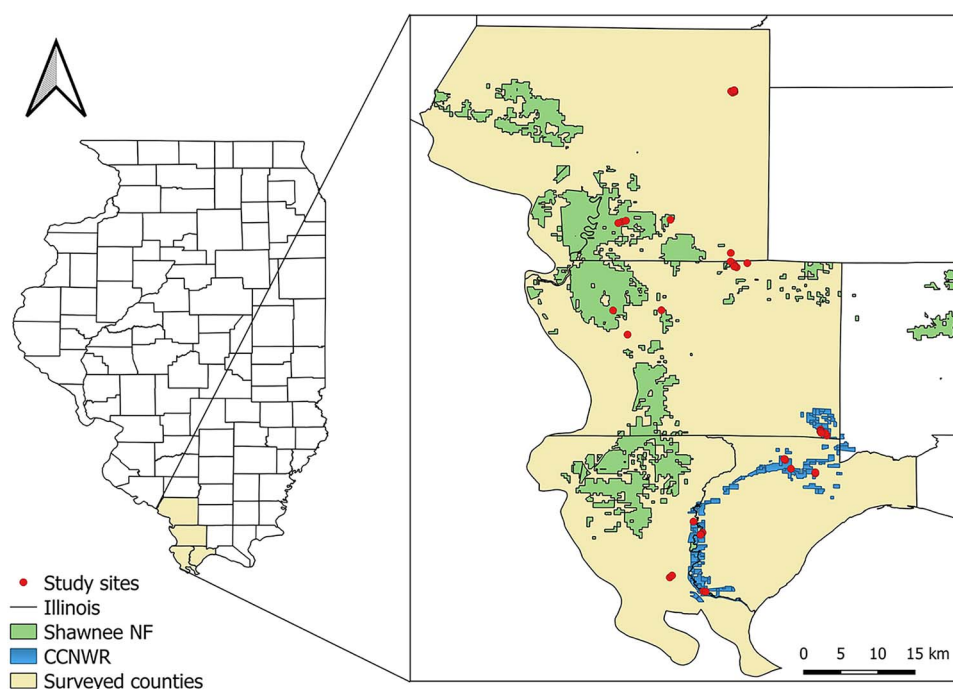 Study sites
Illinois
Shawnee NF
CCNWR
Surveyed counties
0 5 10 15 km